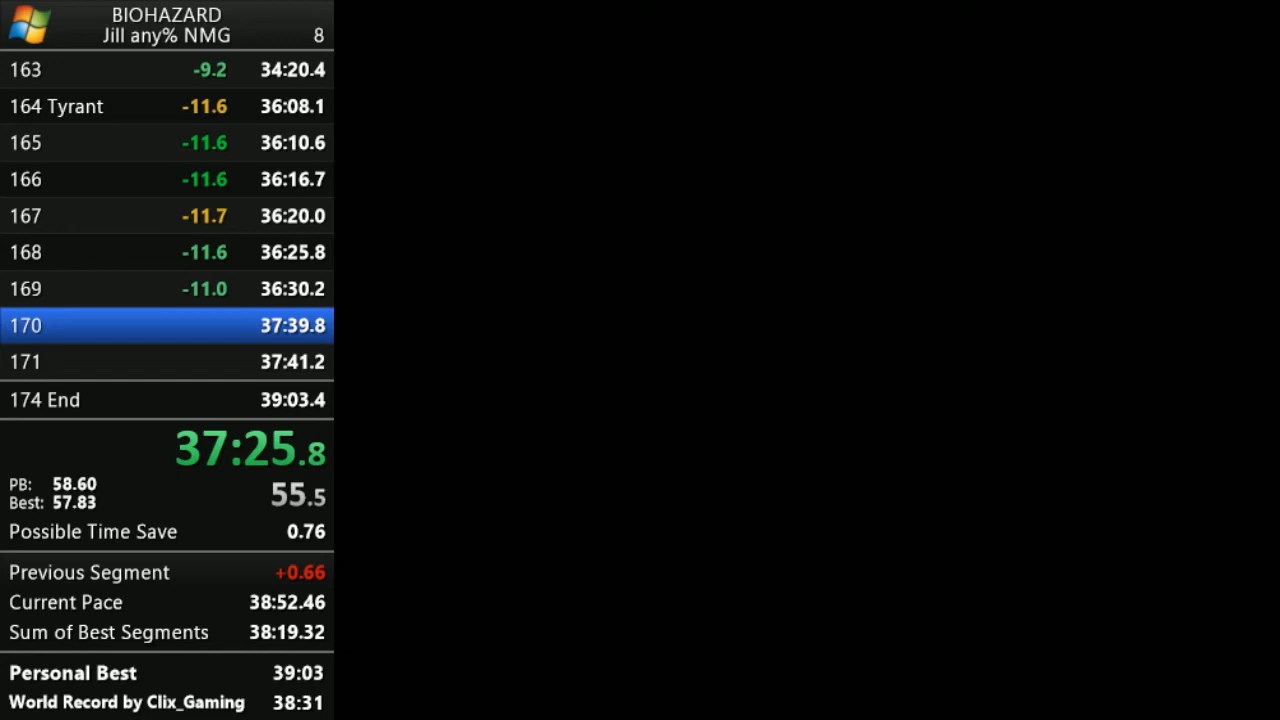 BIOHAZARD
Jill any% NMG 8
163 -9.2 34:20.4
164 Tyrant -11.6 36:08.1
165 -11.6 36:10.6
166 -11.6 36:16.7
167 -11.7 36:20.0
168 -11.6 36:25.8
169 -11.0 36:30.2
170 37:39.8
171 37:41.2
174 End 39:03.4
37:25.8
PB: 58.60
Best: 57.83
55.5
Possible Time Save 0.76
Previous Segment +0.66
Current Pace 38:52.46
Sum of Best Segments 38:19.32
Personal Best 39:03
World Record by Clix_Gaming 38:31